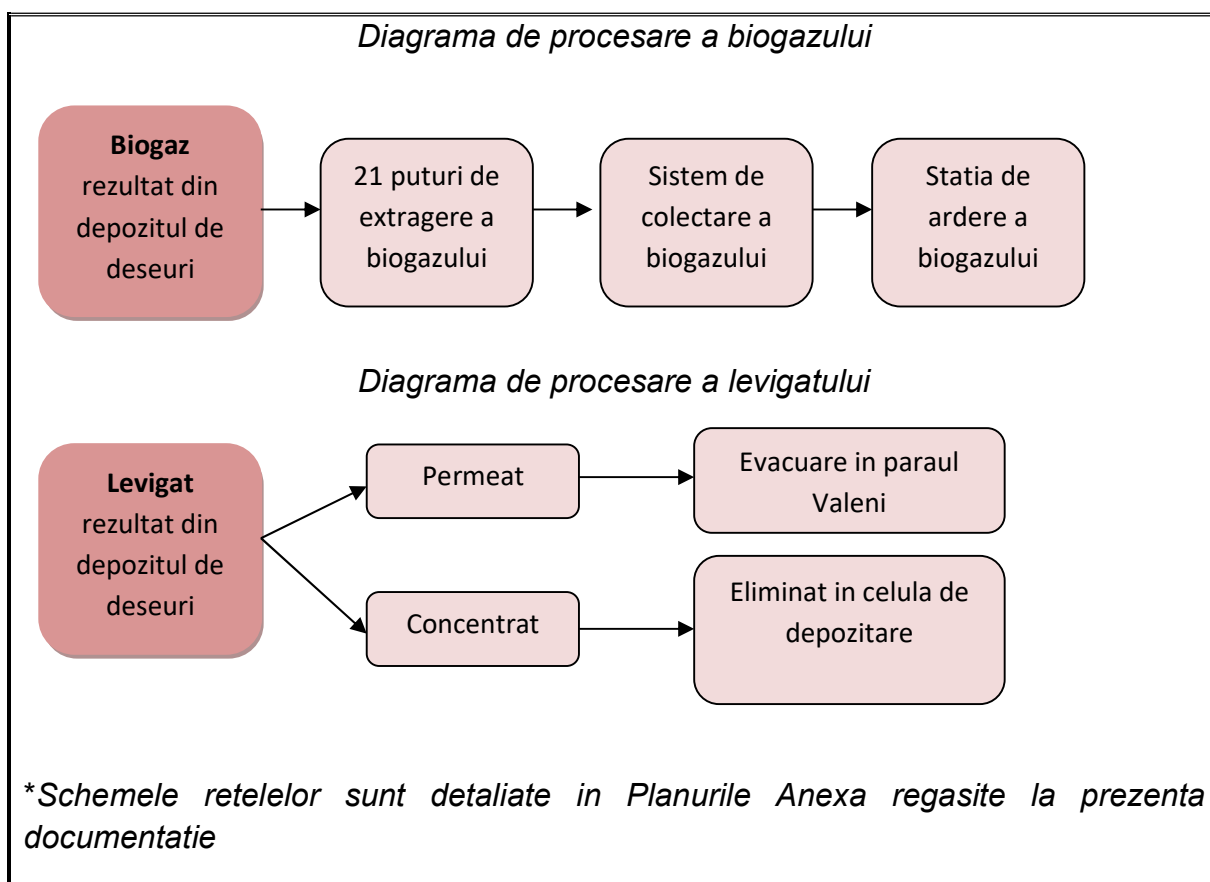 Diagrama de procesare a biogazului
Biogaz
rezultat din
depozitul de
deseuri
21 puturi de
extragere a
biogazului
Sistem de
colectare a
biogazului
Statia de
ardere a
biogazului
Diagrama de procesare a levigatului
Levigat
rezultat din
depozitul de
deseuri
Permeat
Evacuare in paraul
Valeni
Concentrat
Eliminat in celula de
depozitare
*Schemele retelelor sunt detaliate in Planurile Anexa regasite la prezenta
documentatie